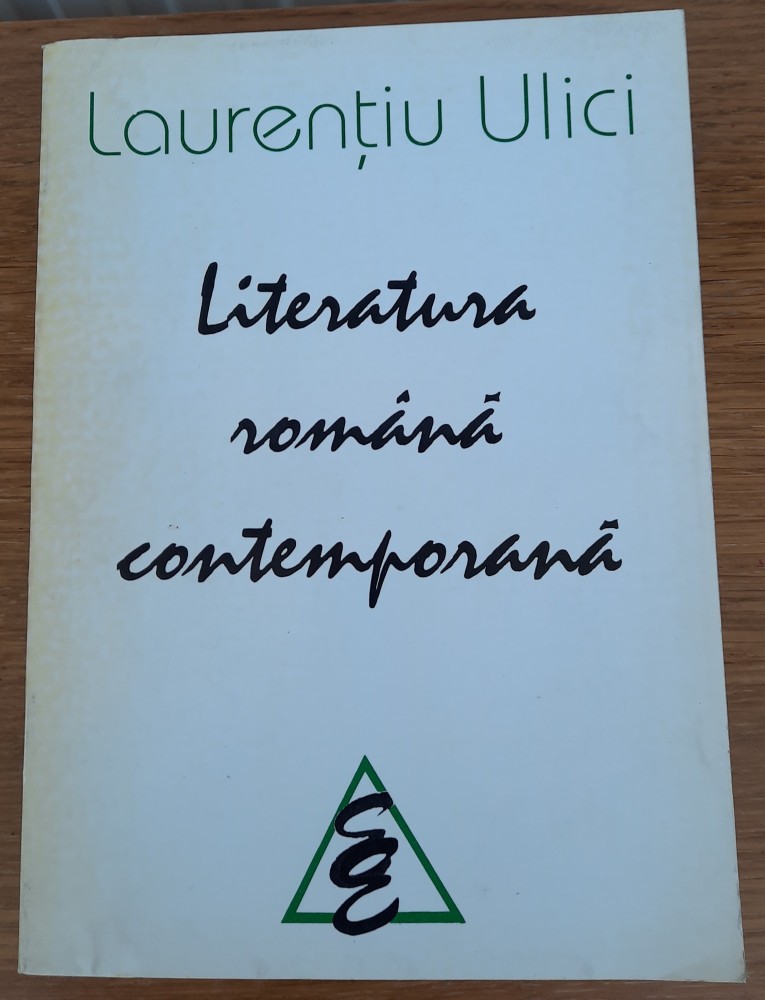 Laurențiu Ulici
Literatura
română
contemporană